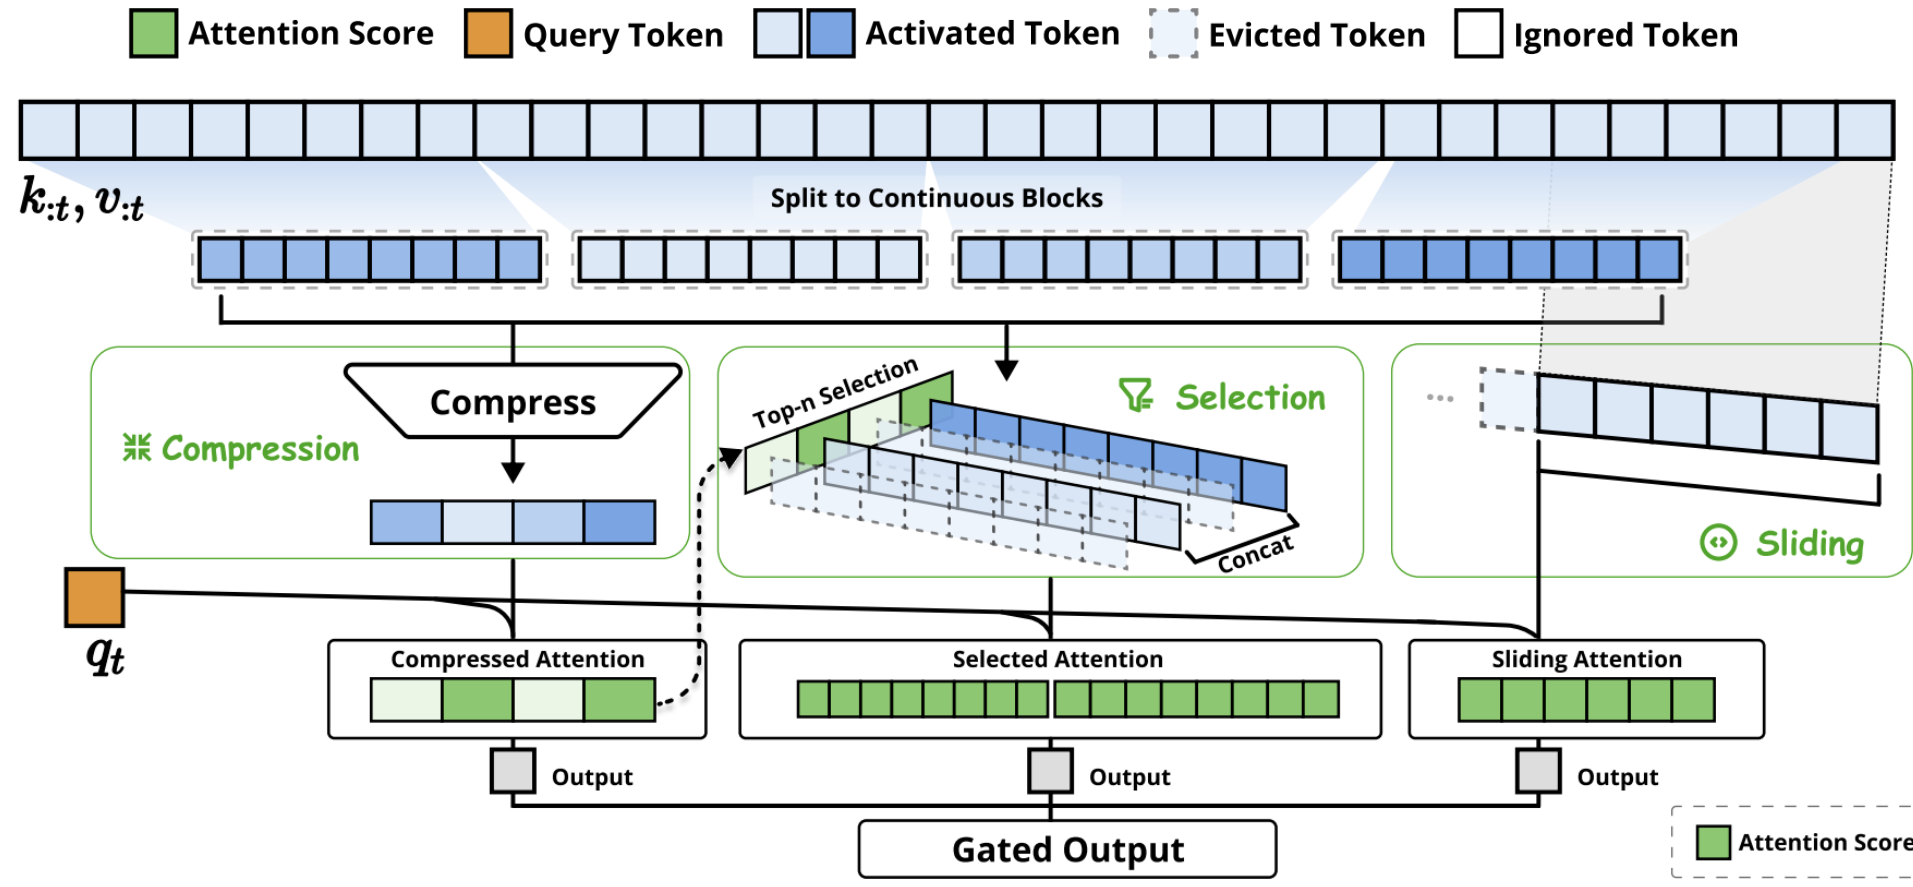 Attention Score
Query Token
Activated Token
Evicted Token
Ignored Token
k:t, v:t
Split to Continuous Blocks
Compress
Compression
Top-n Selection
Selection
Concat
...
Sliding
qt
Compressed Attention
Selected Attention
Sliding Attention
Output
Output
Output
Gated Output
Attention Score